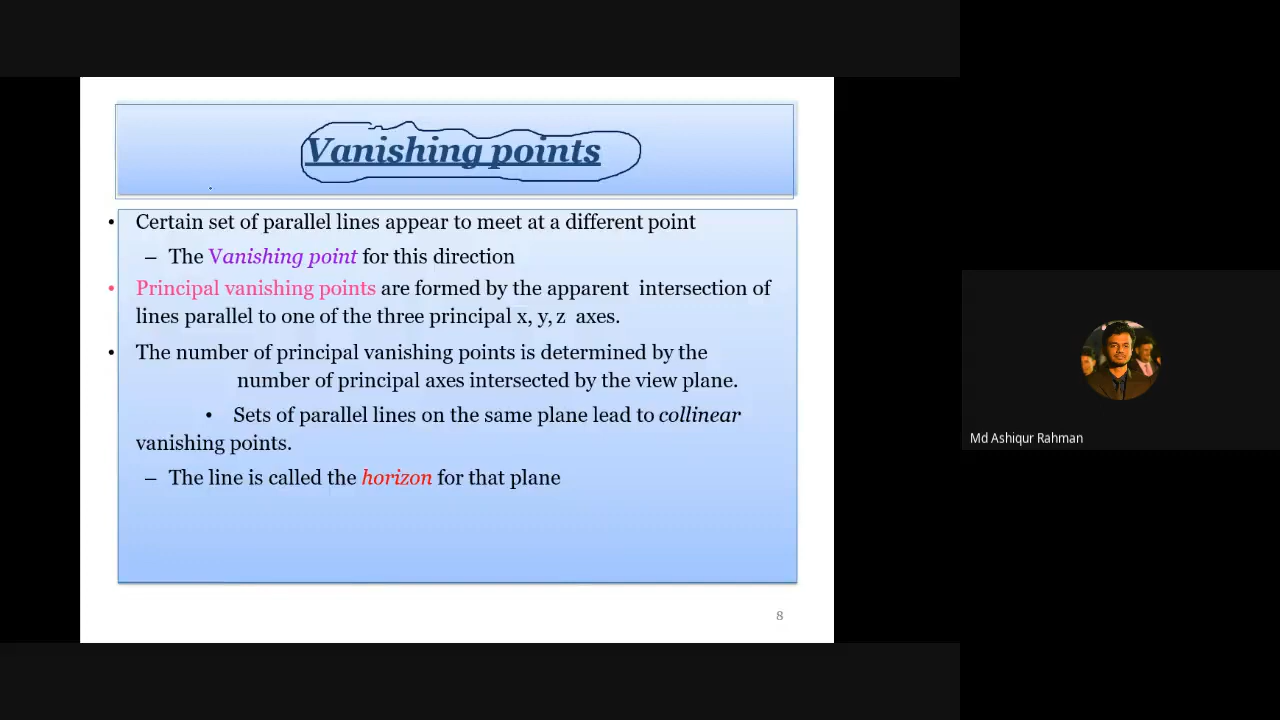 Vanishing points
• Certain set of parallel lines appear to meet at a different point
– The Vanishing point for this direction
• Principal vanishing points are formed by the apparent intersection of
lines parallel to one of the three principal x, y, z axes.
• The number of principal vanishing points is determined by the
number of principal axes intersected by the view plane.
• Sets of parallel lines on the same plane lead to collinear
vanishing points.
– The line is called the horizon for that plane
8
Md Ashiqur Rahman